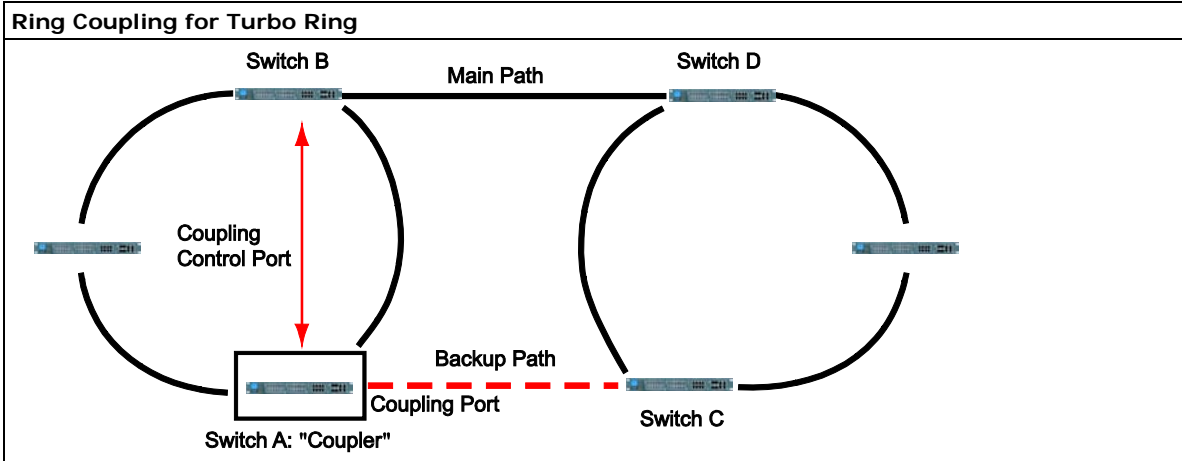 Ring Coupling for Turbo Ring
Switch B
Main Path
Switch D
Coupling
Control Port
Backup Path
Coupling Port
Switch C
Switch A: "Coupler"